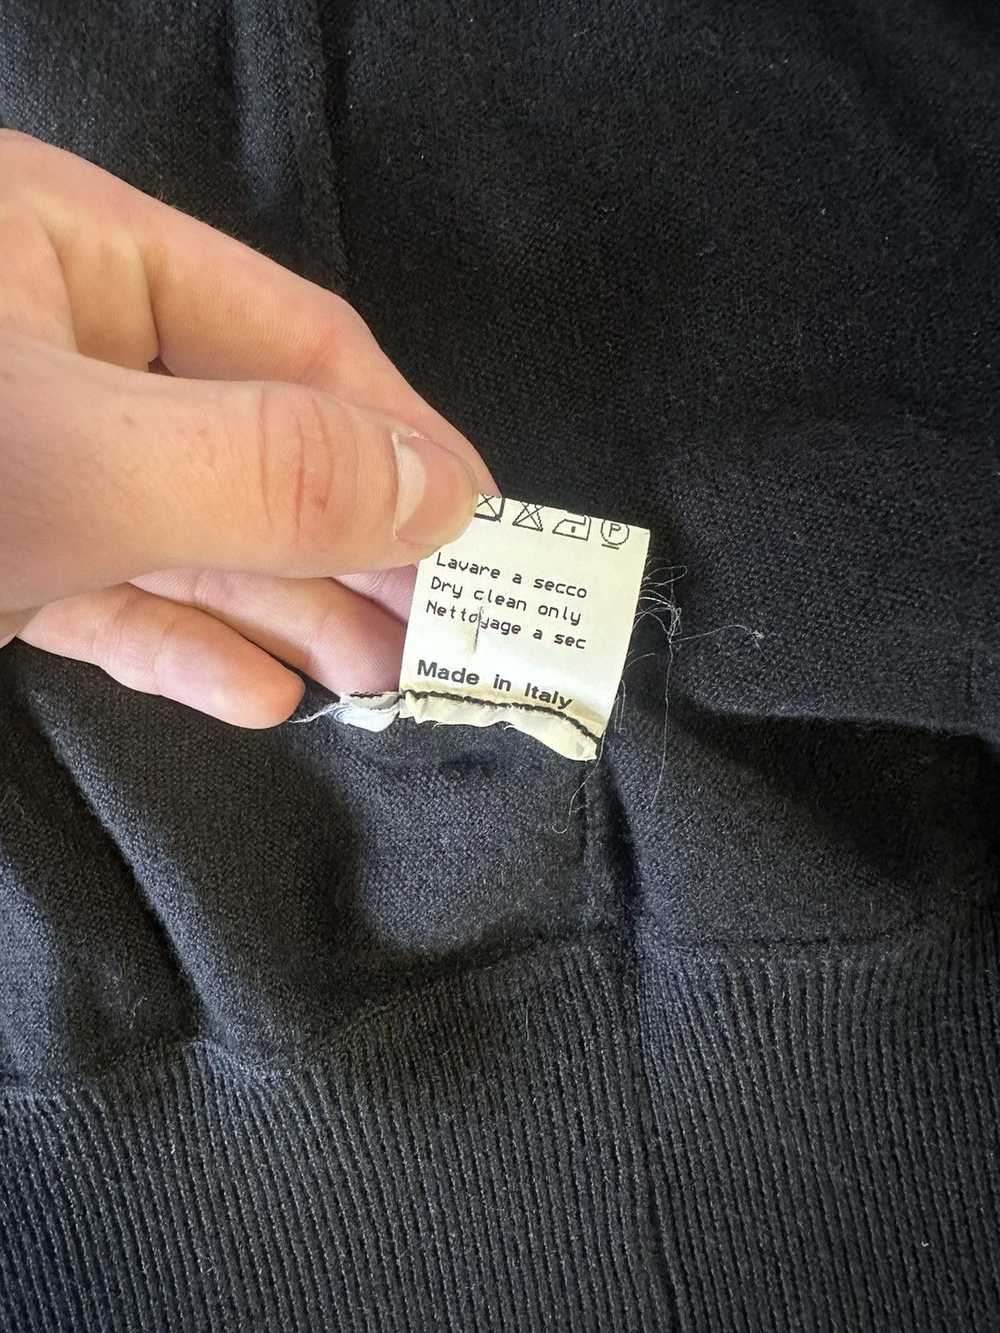 P
Lavare a secco
Dry clean only
Nettoyage a sec
Made in Italy